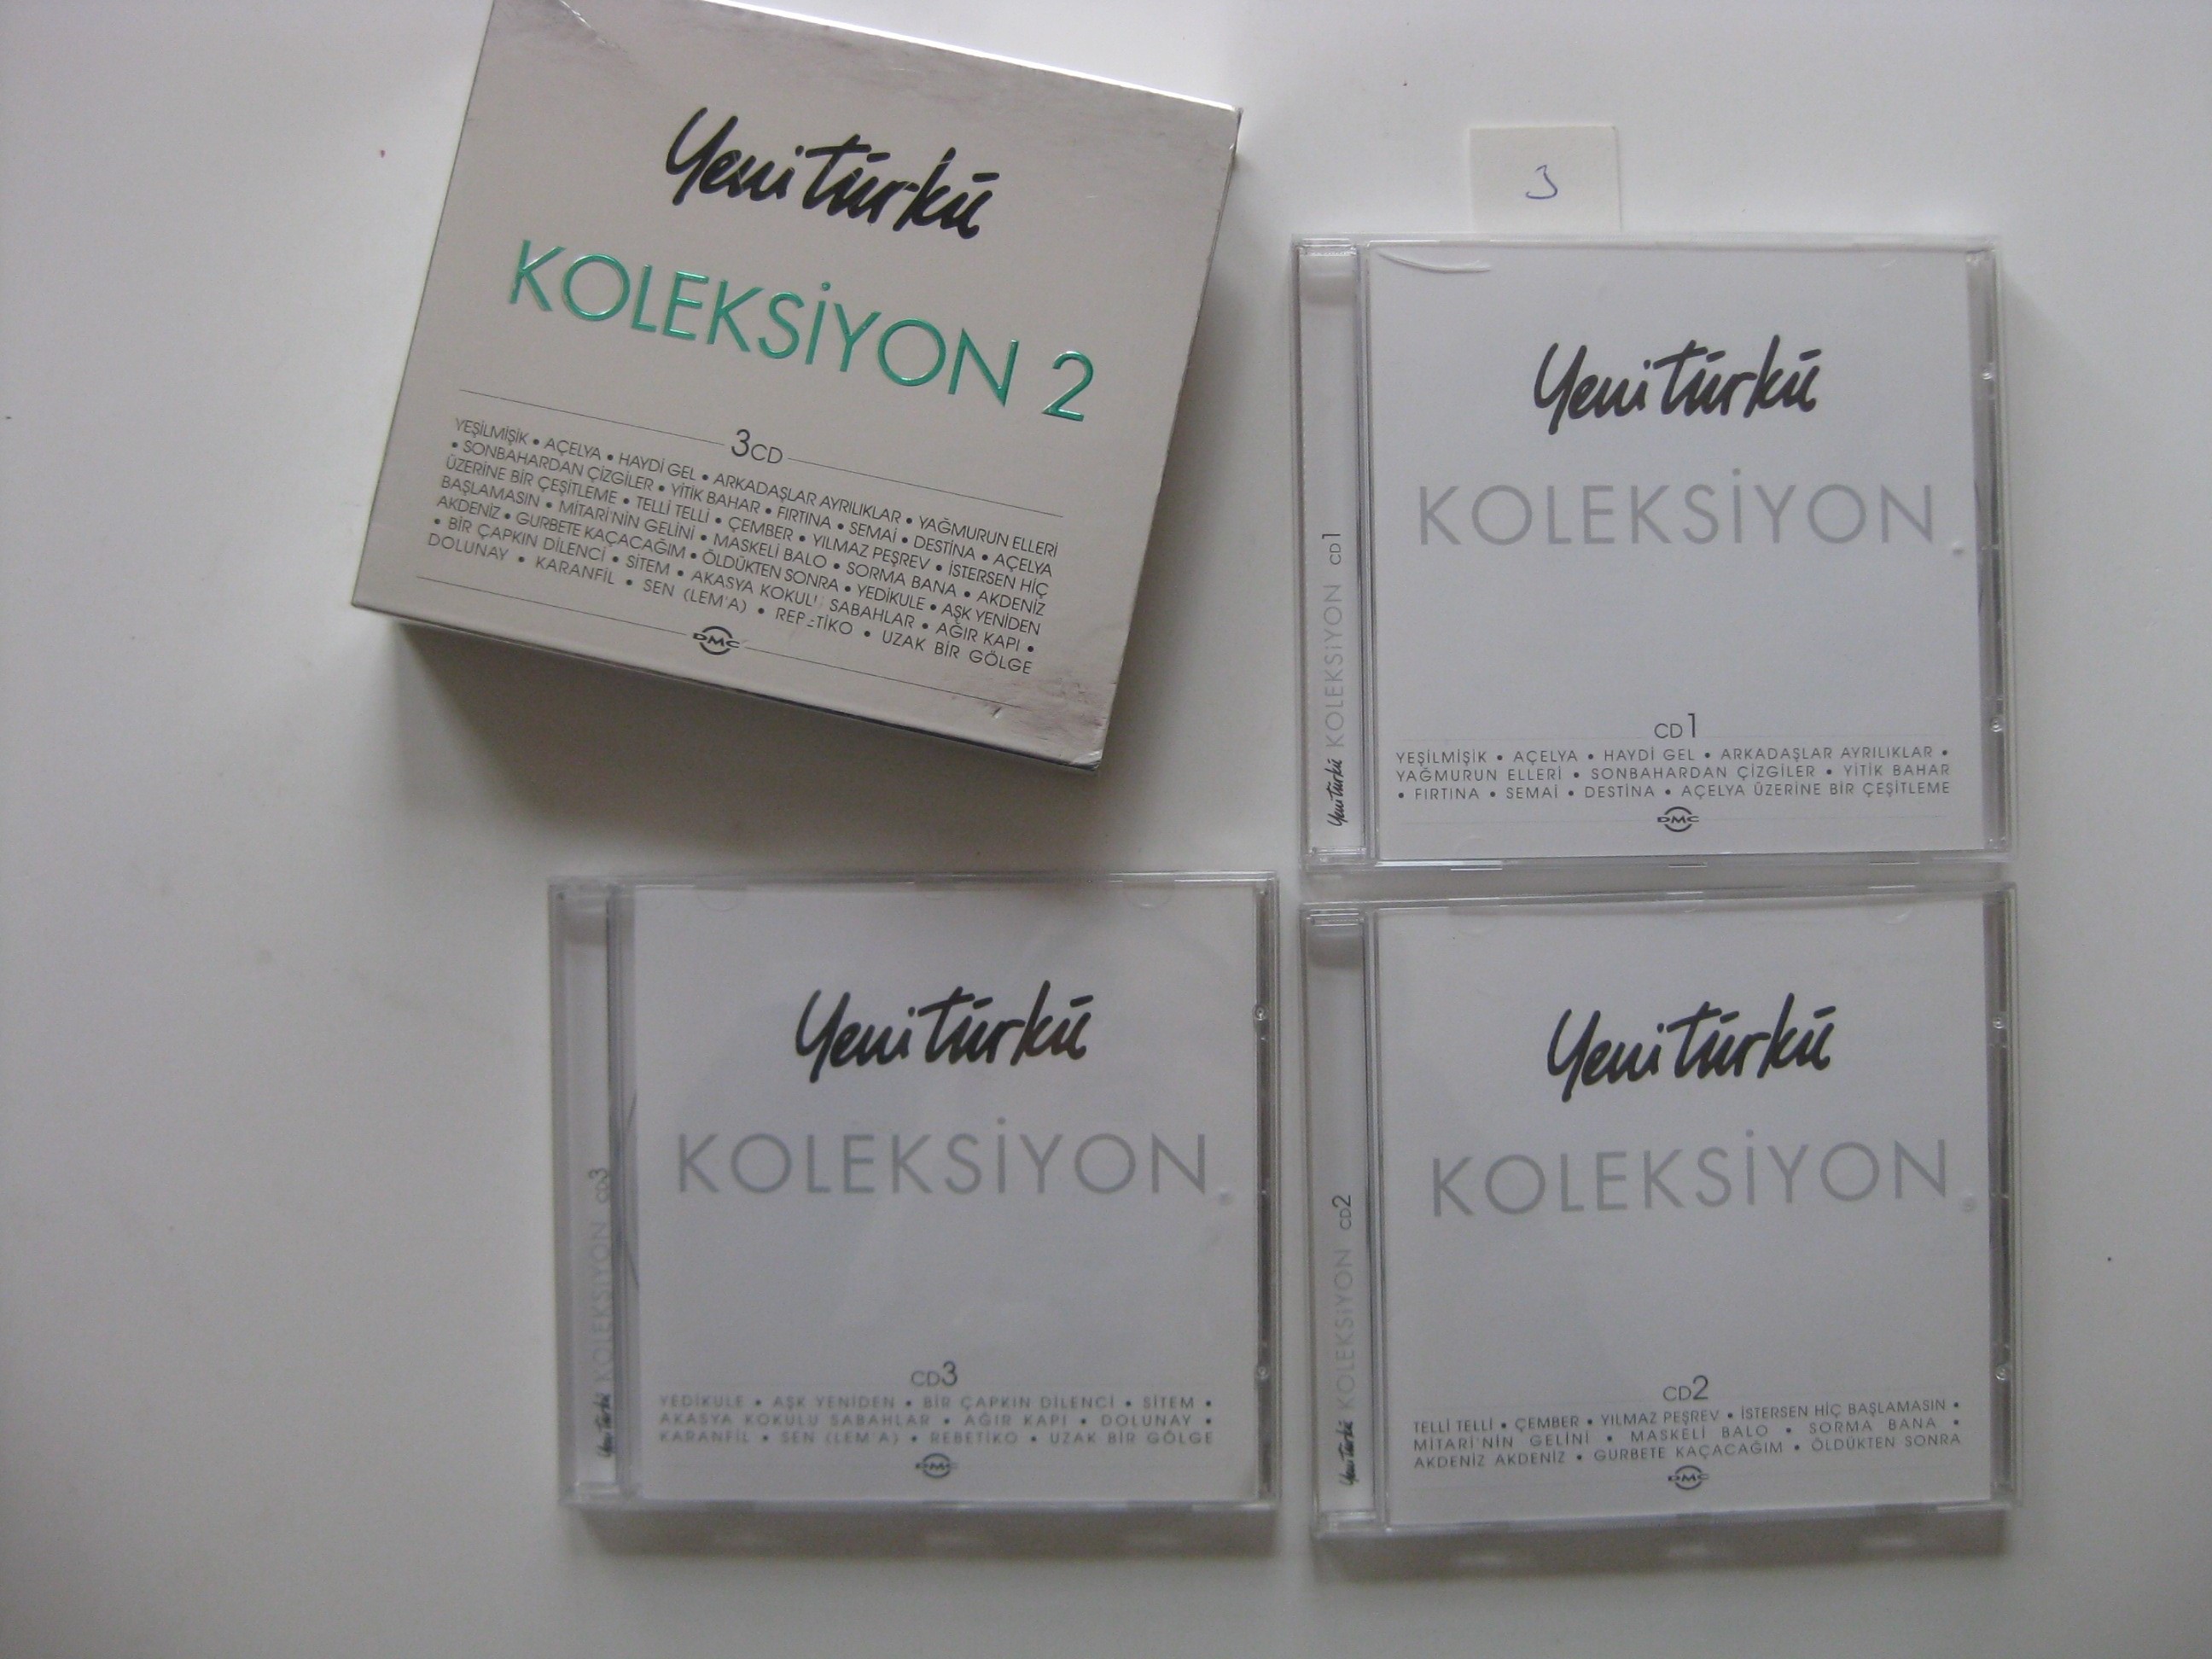 Yeni Türkü
KOLEKSİYON 2
3CD
YEŞİLMİŞİK • AÇELYA • HAYDİ GEL • ARKADAŞLAR AYRILIKLAR • YAĞMURUN ELLERİ
• SONBAHARDAN ÇİZGİLER • YİTİK BAHAR • FIRTINA • SEMAİ • DESTİNA • AÇELYA
ÜZERİNE BİR ÇEŞİTLEME • TELLİ TELLİ • ÇEMBER • YILMAZ PEŞREV • İSTERSEN HİÇ
BAŞLAMASIN • MİTARİ'NİN GELİNİ • MASKELİ BALO • SORMA BANA • AKDENİZ
AKDENİZ • GURBETE KAÇACAĞIM • ÖLDÜKTEN SONRA • YEDİKULE • AŞK YENİDEN
• BİR ÇAPKIN DİLENCİ • SİTEM • AKASYA KOKULU SABAHLAR • AĞIR KAPI •
DOLUNAY • KARANFİL • SEN (LEM'A) • REBETİKO • UZAK BİR GÖLGE
DMC
3
Yeni Türkü KOLEKSİYON CD1
Yeni Türkü
KOLEKSİYON
CD1
YEŞİLMİŞİK • AÇELYA • HAYDİ GEL • ARKADAŞLAR AYRILIKLAR •
YAĞMURUN ELLERİ • SONBAHARDAN ÇİZGİLER • YİTİK BAHAR
• FIRTINA • SEMAİ • DESTİNA • AÇELYA ÜZERİNE BİR ÇEŞİTLEME
DMC
Yeni Türkü KOLEKSİYON CD3
Yeni Türkü
KOLEKSİYON
CD3
YEDİKULE • AŞK YENİDEN • BİR ÇAPKIN DİLENCİ • SİTEM •
AKASYA KOKULU SABAHLAR • AĞIR KAPI • DOLUNAY •
KARANFİL • SEN (LEM'A) • REBETİKO • UZAK BİR GÖLGE
DMC
Yeni Türkü KOLEKSİYON CD2
Yeni Türkü
KOLEKSİYON
CD2
TELLİ TELLİ • ÇEMBER • YILMAZ PEŞREV • İSTERSEN HİÇ BAŞLAMASIN •
MİTARİ'NİN GELİNİ • MASKELİ BALO • SORMA BANA •
AKDENİZ AKDENİZ • GURBETE KAÇACAĞIM • ÖLDÜKTEN SONRA
DMC